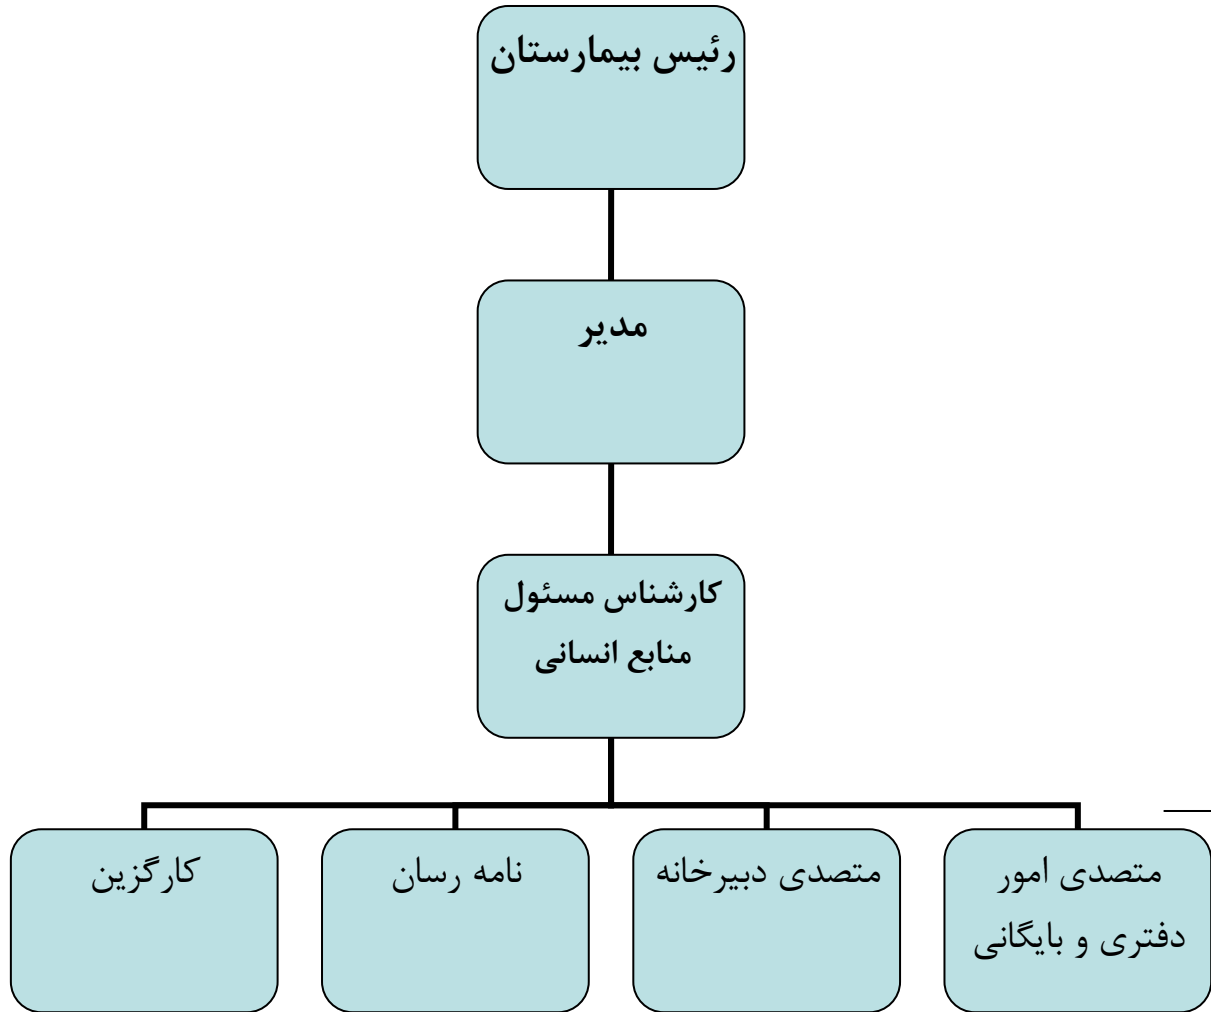 رئیس بیمارستان
مدیر
کارشناس مسئول
منابع انسانی
متصدی امور
دفتری و بایگانی
متصدی دبیرخانه
نامه رسان
کارگزین